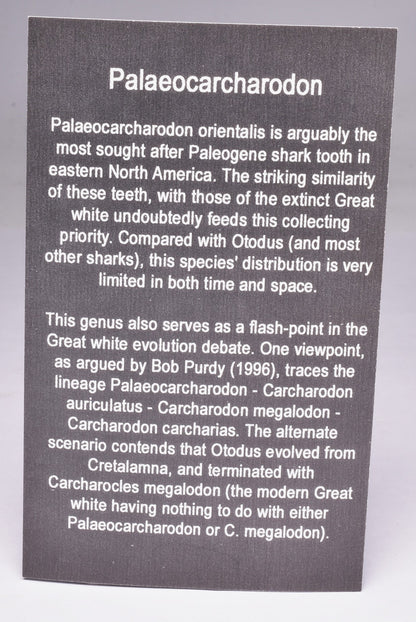 Palaeocarcharodon
Palaeocarcharodon orientalis is arguably the
most sought after Paleogene shark tooth in
eastern North America. The striking similarity
of these teeth, with those of the extinct Great
white undoubtedly feeds this collecting
priority. Compared with Otodus (and most
other sharks), this species' distribution is very
limited in both time and space.
This genus also serves as a flash-point in the
Great white evolution debate. One viewpoint,
as argued by Bob Purdy (1996), traces the
lineage Palaeocarcharodon - Carcharodon
auriculatus - Carcharodon megalodon -
Carcharodon carcharias. The alternate
scenario contends that Otodus evolved from
Cretalamna, and terminated with
Carcharocles megalodon (the modern Great
white having nothing to do with either
Palaeocarcharodon or C. megalodon).